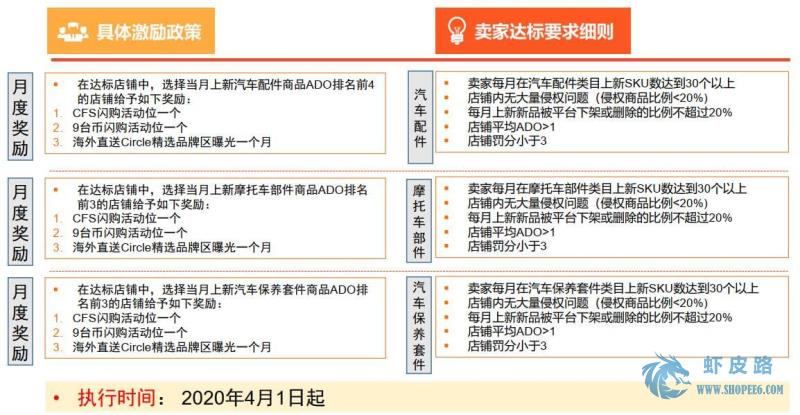 具体激励政策
卖家达标要求细则
月度奖励
在达标店铺中，选择当月上新汽车配件商品ADO排名前4
的店铺给予如下奖励：
1. CFS闪购活动位一个
2. 9台币闪购活动位一个
3. 海外直送Circle精选品牌区曝光一个月
汽车配件
卖家每月在汽车配件类目上新SKU数达到30个以上
店铺内无大量侵权问题（侵权商品比例<20%）
每月上新新品被平台下架或删除的比例不超过20%
店铺平均ADO>1
店铺罚分小于3
月度奖励
在达标店铺中，选择当月上新摩托车部件商品ADO排名
前3的店铺给予如下奖励：
1. CFS闪购活动位一个
2. 9台币闪购活动位一个
3. 海外直送Circle精选品牌区曝光一个月
摩托车部件
卖家每月在摩托车部件类目上新SKU数达到30个以上
店铺内无大量侵权问题（侵权商品比例<20%）
每月上新新品被平台下架或删除的比例不超过20%
店铺平均ADO>1
店铺罚分小于3
月度奖励
在达标店铺中，选择当月上新汽车保养套件商品ADO排
名前3的店铺给予如下奖励：
1. CFS闪购活动位一个
2. 9台币闪购活动位一个
3. 海外直送Circle精选品牌区曝光一个月
汽车保养套件
卖家每月在汽车保养套件类目上新SKU数达到30个以上
店铺内无大量侵权问题（侵权商品比例<20%）
每月上新新品被平台下架或删除的比例不超过20%
店铺平均ADO>1
店铺罚分小于3
执行时间： 2020年4月1日起
虾皮路
WWW.SHOPEE6.COM